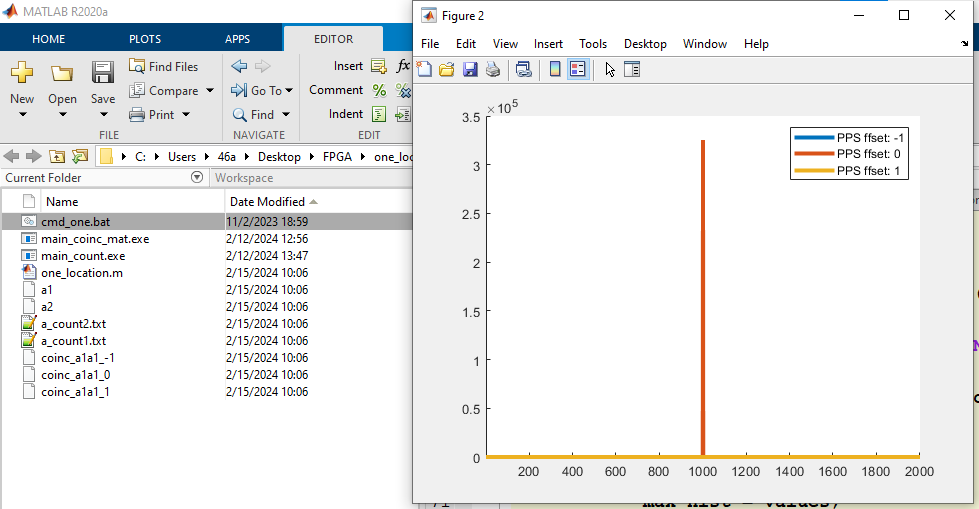 MATLAB R2020a
HOME PLOTS APPS EDITOR
New Open Save Find Files Compare Print
FILE
Go To Find
NAVIGATE
Insert fx
Comment %
Indent
EDIT
C: Users 46a Desktop FPGA one_loc
Current Folder Workspace
Name Date Modified
cmd_one.bat 11/2/2023 18:59
main_coinc_mat.exe 2/12/2024 12:56
main_count.exe 2/12/2024 13:47
one_location.m 2/15/2024 10:06
a1 2/15/2024 10:06
a2 2/15/2024 10:06
a_count2.txt 2/15/2024 10:06
a_count1.txt 2/15/2024 10:06
coinc_a1a1_-1 2/15/2024 10:06
coinc_a1a1_0 2/15/2024 10:06
coinc_a1a1_1 2/15/2024 10:06
Figure 2
File Edit View Insert Tools Desktop Window Help
×10^5
3.5
3
2.5
2
1.5
1
0.5
0
200 400 600 800 1000 1200 1400 1600 1800 2000
PPS ffset: -1
PPS ffset: 0
PPS ffset: 1